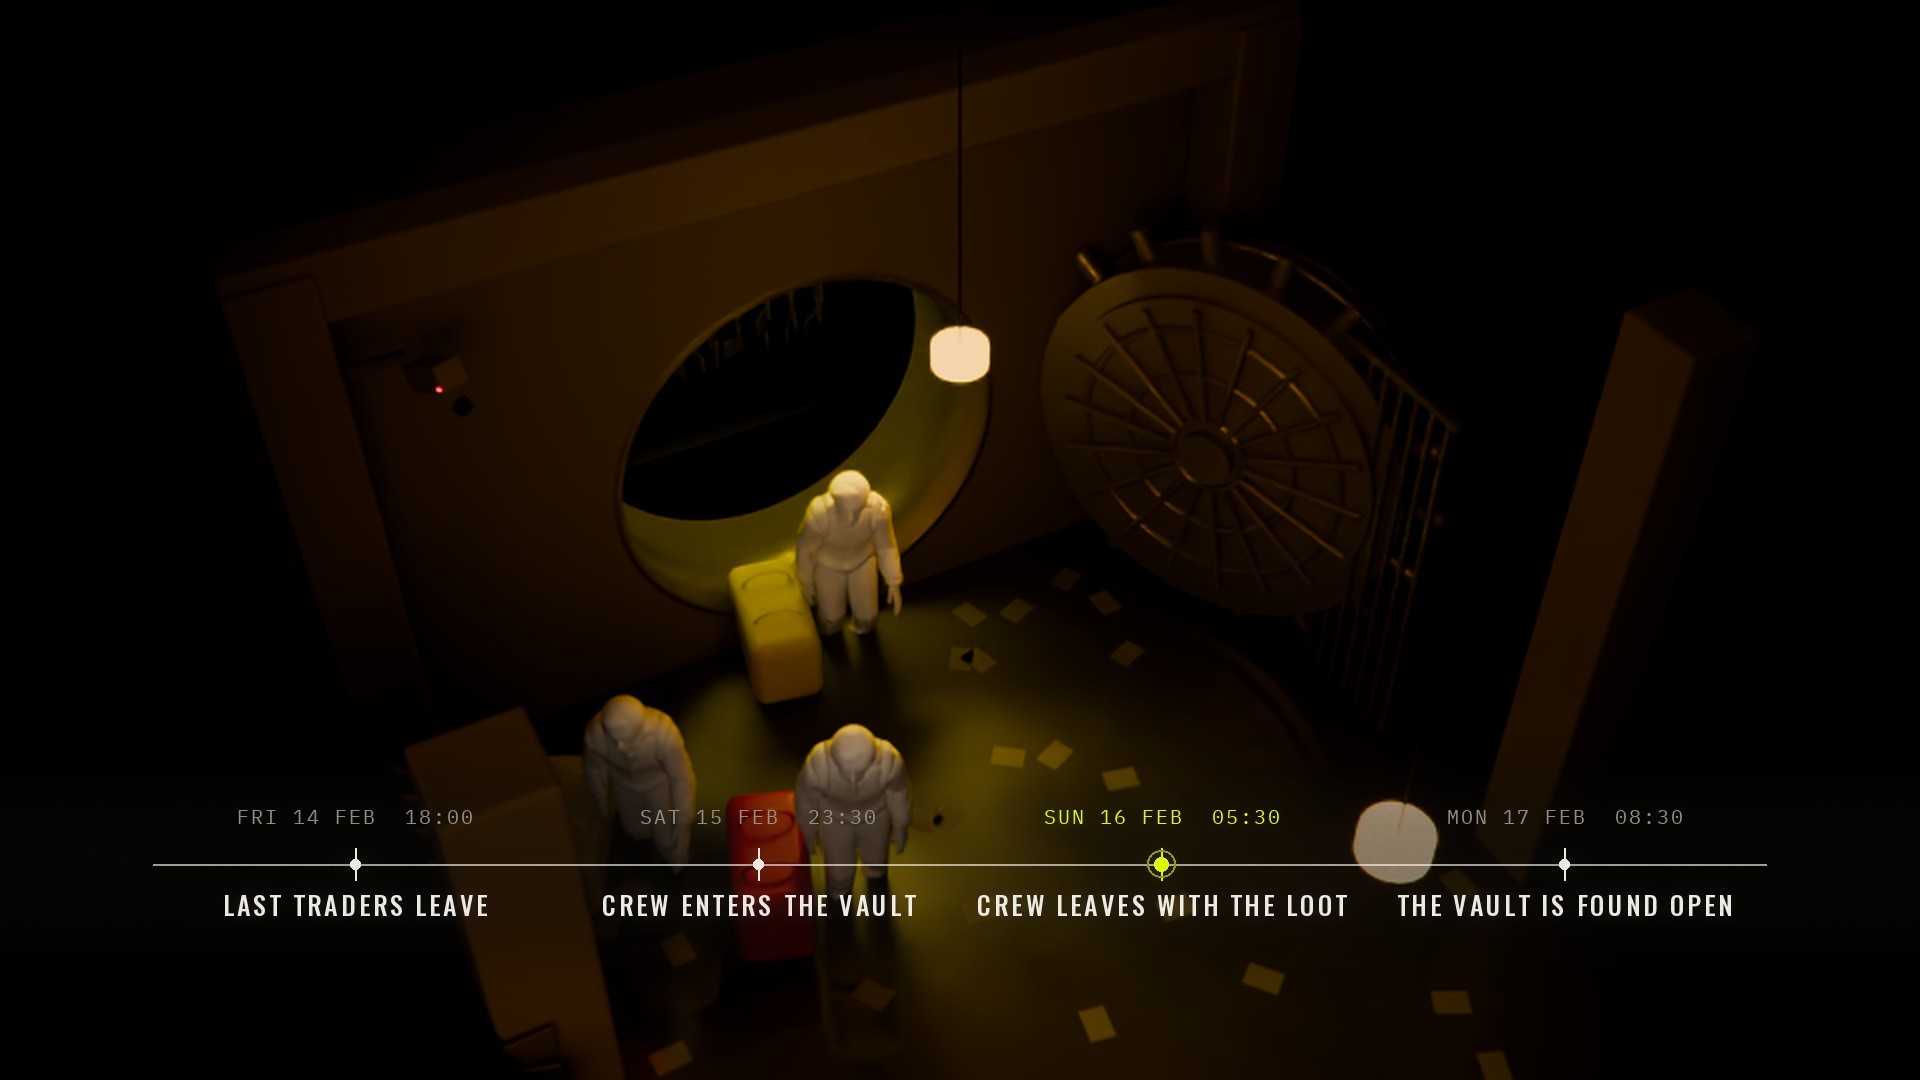 FRI 14 FEB 18:00
LAST TRADERS LEAVE
SAT 15 FEB 23:30
CREW ENTERS THE VAULT
SUN 16 FEB 05:30
CREW LEAVES WITH THE LOOT
MON 17 FEB 08:30
THE VAULT IS FOUND OPEN